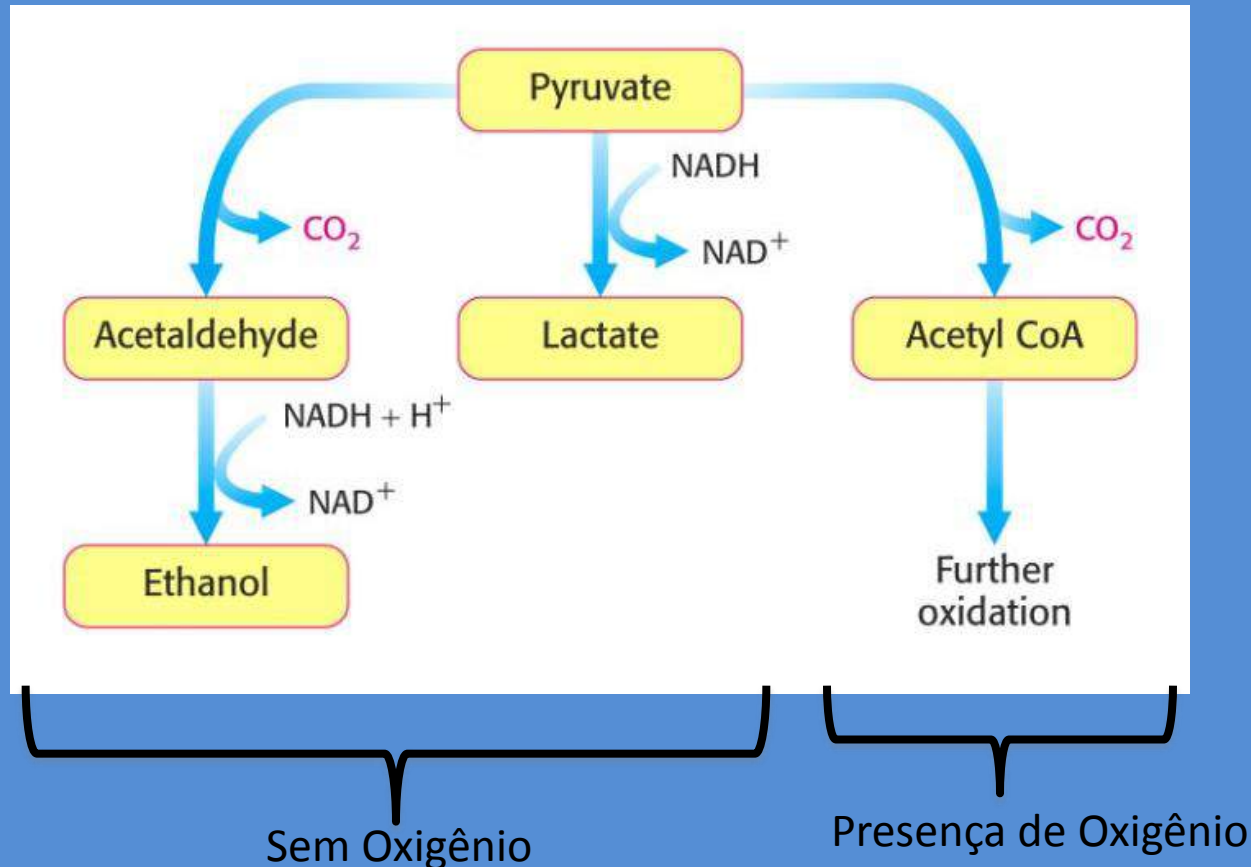 Pyruvate
NADH
CO₂
NAD⁺
CO₂
Acetaldehyde
Lactate
Acetyl CoA
NADH + H⁺
NAD⁺
Ethanol
Further
oxidation
Sem Oxigênio
Presença de Oxigênio